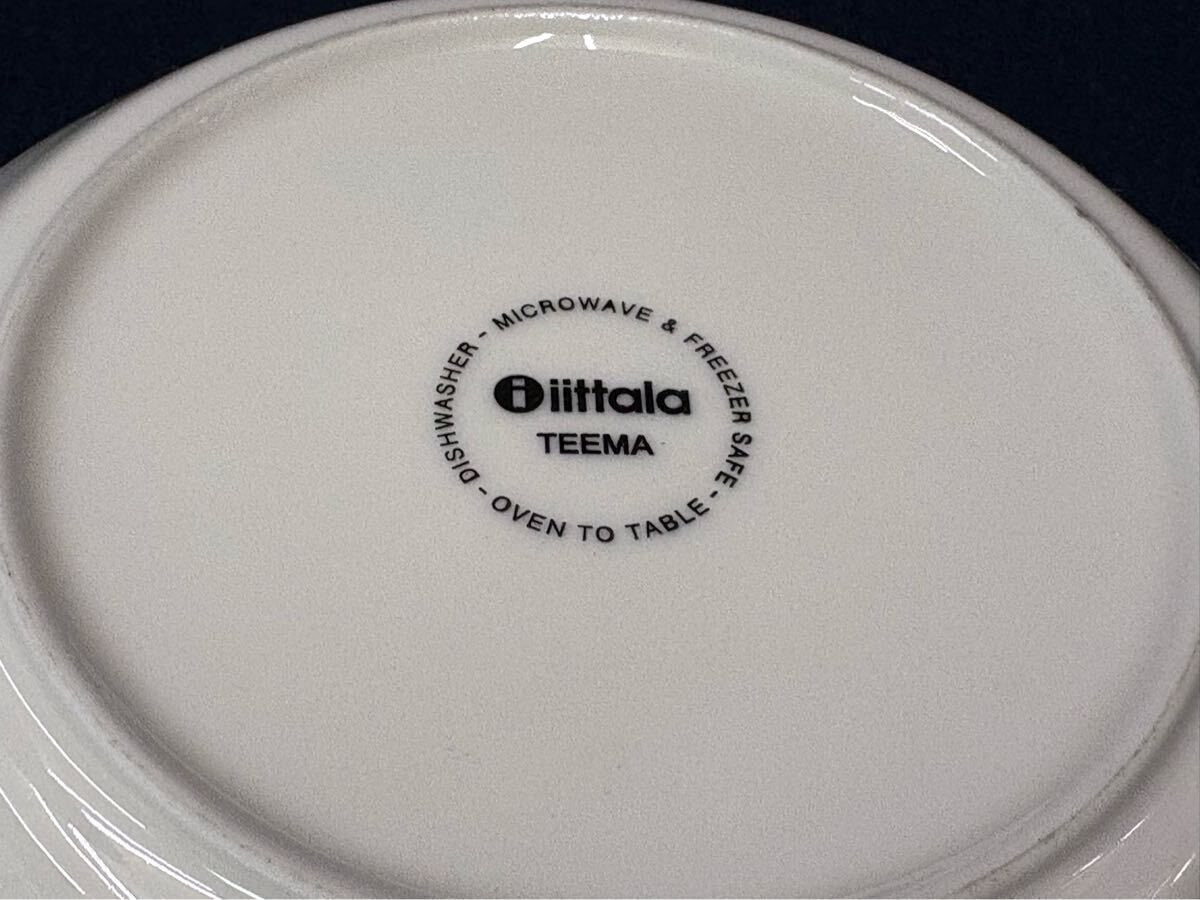 DISHWASHER - MICROWAVE & FREEZER SAFE - OVEN TO TABLE -
i iittala
TEEMA